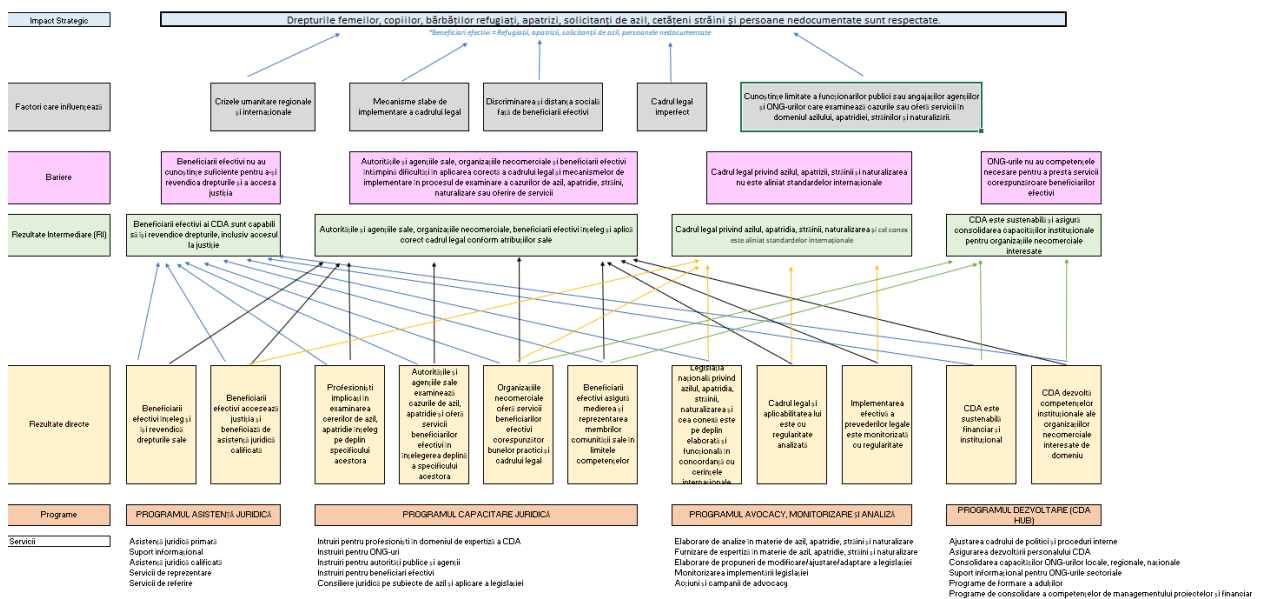 Impact Strategic
Drepturile femeilor, copiilor, bărbaților refugiați, apatrizi, solicitanți de azil, cetățeni străini și persoane nedocumentate sunt respectate.
*Beneficiari efectivi = Refugiații, apatrizii, solicitanții de azil, persoanele nedocumentate
Factori care influențează
Crizele umanitare regionale
și internaționale
Mecanisme slabe de
implementare a cadrului legal
Discriminarea și distanța socială
față de beneficiarii efectivi
Cadrul legal
imperfect
Cunoștințe limitate a funcționarilor publici sau angajaților agențiilor
și ONG-urilor care examinează cazurile sau oferă servicii în
domeniul azilului, apatridiei, străinilor și naturalizării.
Bariere
Beneficiarii efectivi nu au
cunoștințe suficiente pentru a-și
revendica drepturile și a accesa
justiția
Autoritățile și agențiile sale, organizațiile necomerciale și beneficiarii efectivi
întâmpină dificultăți în aplicarea corectă a cadrului legal și mecanismelor de
implementare în procesul de examinare a cazurilor de azil, apatridie, străini,
naturalizare sau oferire de servicii
Cadrul legal privind azilul, apatrizii, străinii și naturalizarea
nu este aliniat standardelor internaționale
ONG-urile nu au competențele
necesare pentru a presta servicii
corespunzăroare beneficiarilor
efectivi
Rezultate Intermediare (RI)
Beneficiarii efectivi ai CDA sunt capabili
să își revendice drepturile, inclusiv accesul
la justiție
Autoritățile și agențiile sale, organizațiile necomerciale, beneficiarii efectivi înțeleg și aplică
corect cadrul legal conform atribuțiilor sale
Cadrul legal privind azilul, apatridia, străinii, naturalizarea și cel conex
este aliniat standardelor internaționale
CDA este sustenabilă și asigură
consolidarea capacităților instituționale
pentru organizațiile necomerciale
interesate
Rezultate directe
Beneficiarii
efectivi înțeleg și
își revendică
drepturile sale
Beneficiarii
efectivi accesează
justiția și
beneficiază de
asistență juridică
calificată
Profesioniști
implicați în
examinarea
cererilor de azil,
apatridie înțeleg
pe deplin
specificului
acestora
Autoritățile și
agențiile sale
examinează
cazurile de azil,
apatridie și oferă
servicii
beneficiarilor
efectivi în
înțelegerea deplină
a specificului
acestora
Organizațiile
necomerciale
oferă servicii
beneficiarilor
efectivi
corespunzător
bunelor practici și
cadrului legal
Beneficiarii
efectivi asigură
medierea și
reprezentarea
membrilor
comunității sale în
limitele
competențelor
Legislația
națională privind
azilul, apatridia,
străinii,
naturalizarea și
cea conexă este
pe deplin
elaborată și
funcțională în
concordanță cu
cerințele
internaționale
Cadrul legal și
aplicabilitatea lui
este cu
regularitate
analizată
Implementarea
efectivă a
prevederilor legale
este monitorizată
cu regularitate
CDA este
sustenabilă
financiar și
instituțional
CDA dezvoltă
competențelor
instituționale ale
organizațiilor
necomerciale
interesate de
domeniu
Programe
PROGRAMUL ASISTENȚĂ JURIDICĂ
PROGRAMUL CAPACITARE JURIDICĂ
PROGRAMUL AVOCACY, MONITORIZARE ȘI ANALIZĂ
PROGRAMUL DEZVOLTARE (CDA
HUB)
Servicii
Asistență juridică primară
Suport informațional
Asistență juridică calificată
Servicii de reprezentare
Servicii de referire
Intruiri pentru profesioniști în domeniul de expertiză a CDA
Instruiri pentru ONG-uri
Instruiri pentru autorități publice și agenții
Instruiri pentru beneficiari efectivi
Consiliere juridică pe subiecte de azil și aplicare a legislației
Elaborare de analize în materie de azil, apatridie, străini și naturalizare
Furnizare de expertiză în materie de azil, apatridie, străini și naturalizare
Elaborare de propuneri de modificare/ajustare/adaptare a legislației
Monitorizarea implementării legislației
Acțiuni și campanii de advocacy
Ajustarea cadrului de politici și proceduri interne
Asigurarea dezvoltării personalului CDA
Consolidarea capacităților ONG-urilor locale, regionale, naționale
Suport informațional pentru ONG-urile sectoriale
Programe de formare a adulților
Programe de consolidare a competențelor de managementului proiectelor și financiar